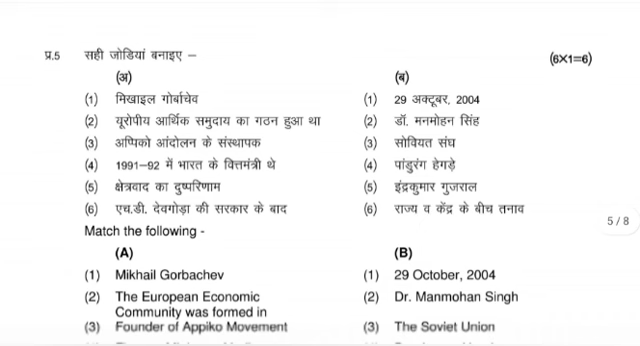 प्र.5 सही जोडियां बनाइए – (6×1=6)
(अ) (ब)
(1) मिखाइल गोर्बाचेव (1) 29 अक्टूबर, 2004
(2) यूरोपीय आर्थिक समुदाय का गठन हुआ था (2) डॉ. मनमोहन सिंह
(3) अप्पिको आंदोलन के संस्थापक (3) सोवियत संघ
(4) 1991–92 में भारत के वित्तमंत्री थे (4) पांडुरंग हेगड़े
(5) क्षेत्रवाद का दुष्परिणाम (5) इंद्रकुमार गुजराल
(6) एच.डी. देवगोड़ा की सरकार के बाद (6) राज्य व केंद्र के बीच तनाव
5 / 8
Match the following -
(A) (B)
(1) Mikhail Gorbachev (1) 29 October, 2004
(2) The European Economic (2) Dr. Manmohan Singh
Community was formed in
(3) Founder of Appiko Movement (3) The Soviet Union